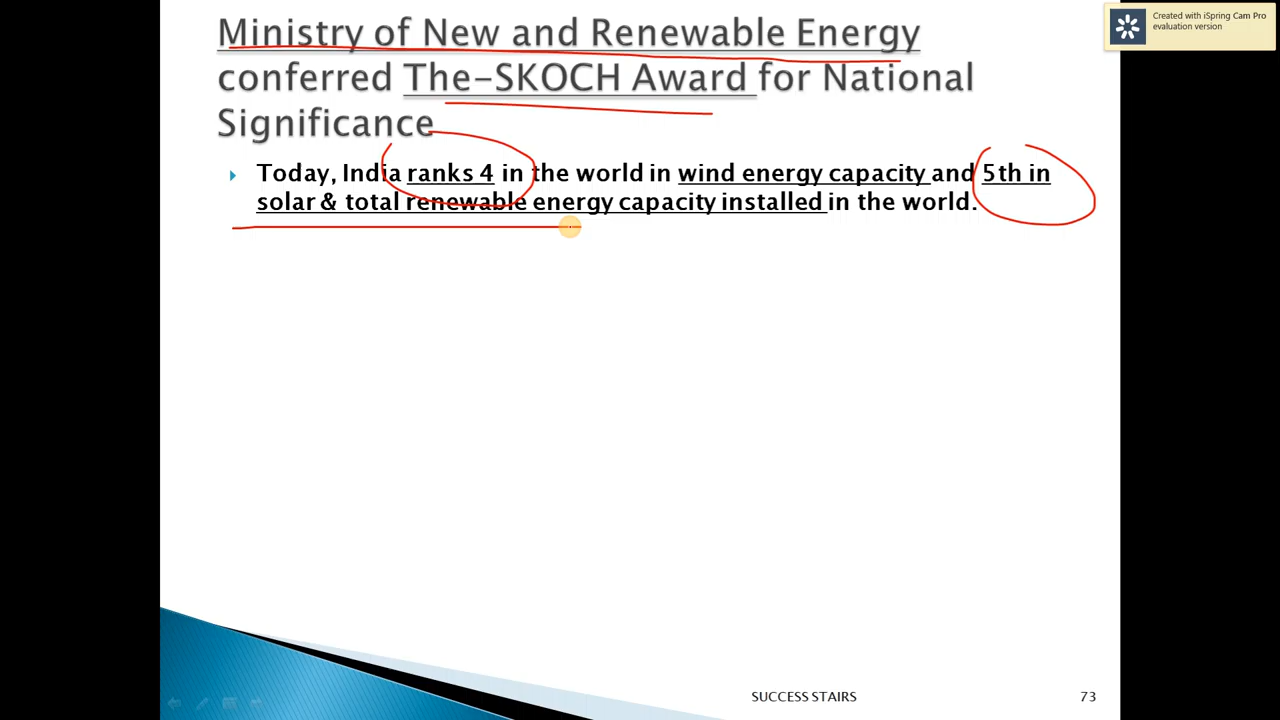 Created with iSpring Cam Pro
evaluation version
Ministry of New and Renewable Energy
conferred The-SKOCH Award for National
Significance
Today, India ranks 4 in the world in wind energy capacity and 5th in
solar & total renewable energy capacity installed in the world.
SUCCESS STAIRS 73